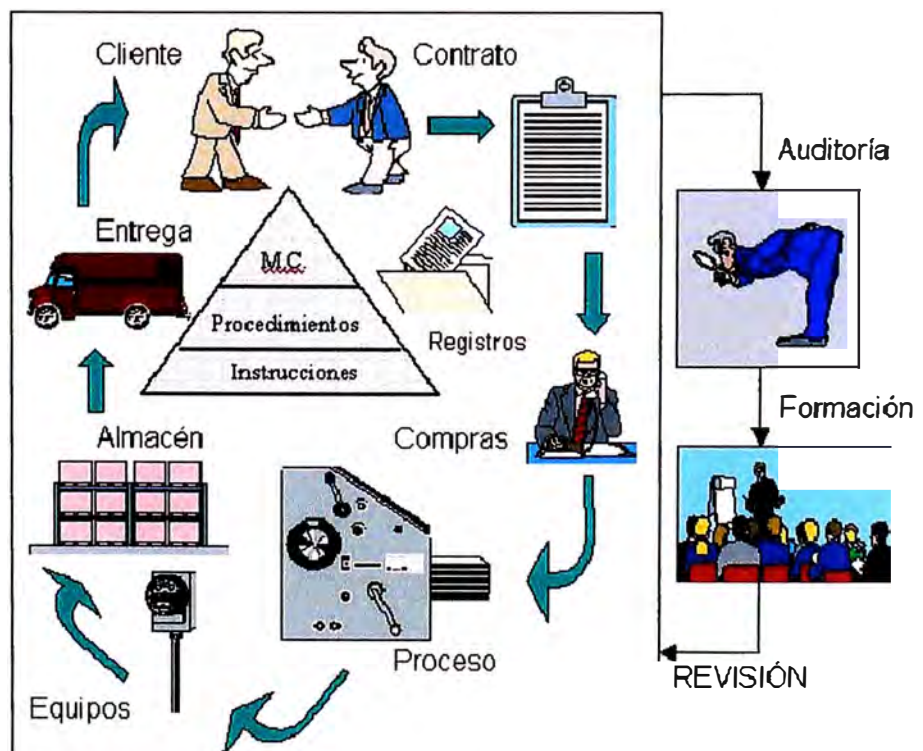 Cliente
Contrato
Auditoría
Entrega
M.C.
Procedimientos
Instrucciones
Registros
Formación
Almacén
Compras
Proceso
Equipos
REVISIÓN